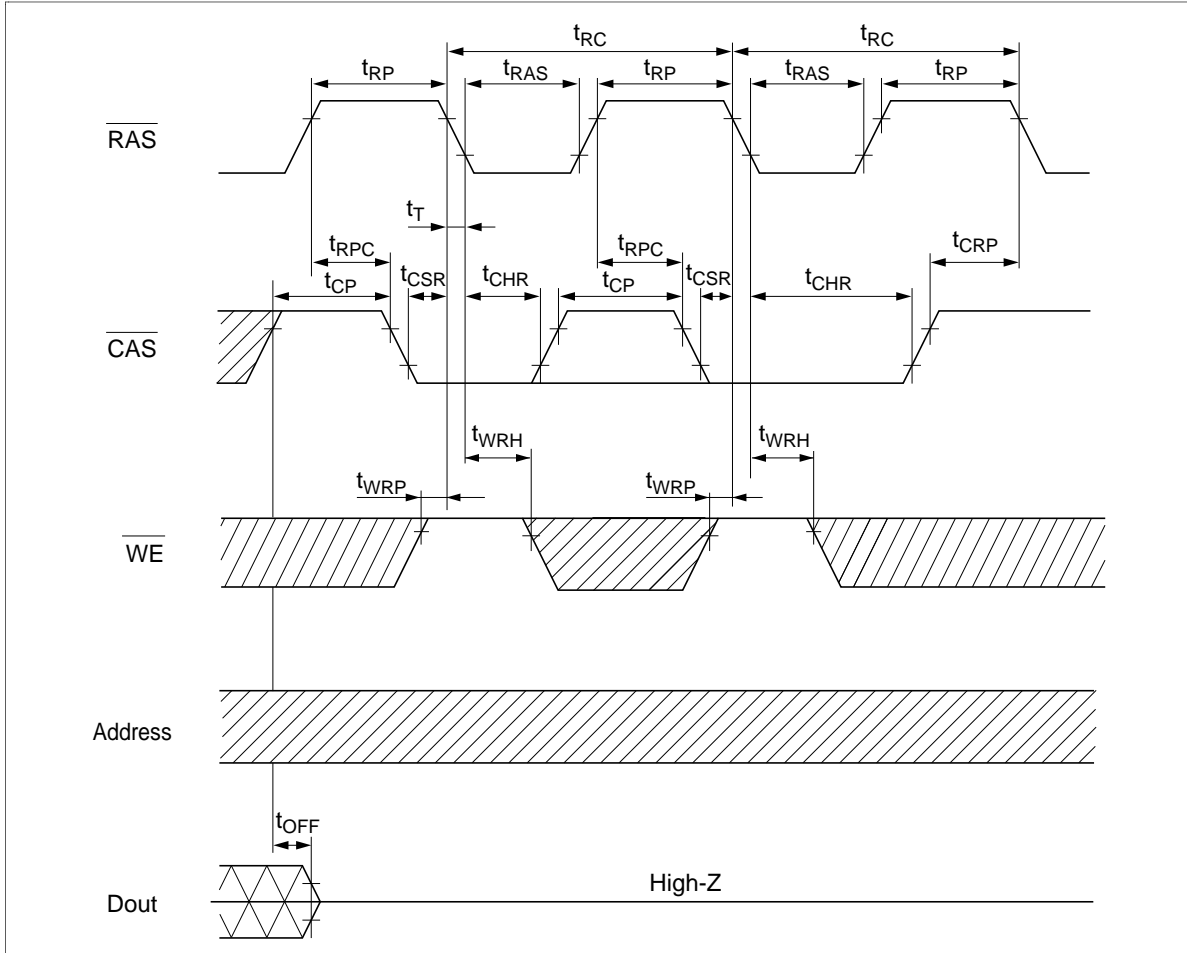 tRC tRC
tRP tRAS tRP tRAS tRP
RAS
tT
tRPC tRPC tCRP
tCP tCSR tCHR tCP tCSR tCHR
CAS
tWRH tWRH
tWRP tWRP
WE
Address
tOFF
High-Z
Dout